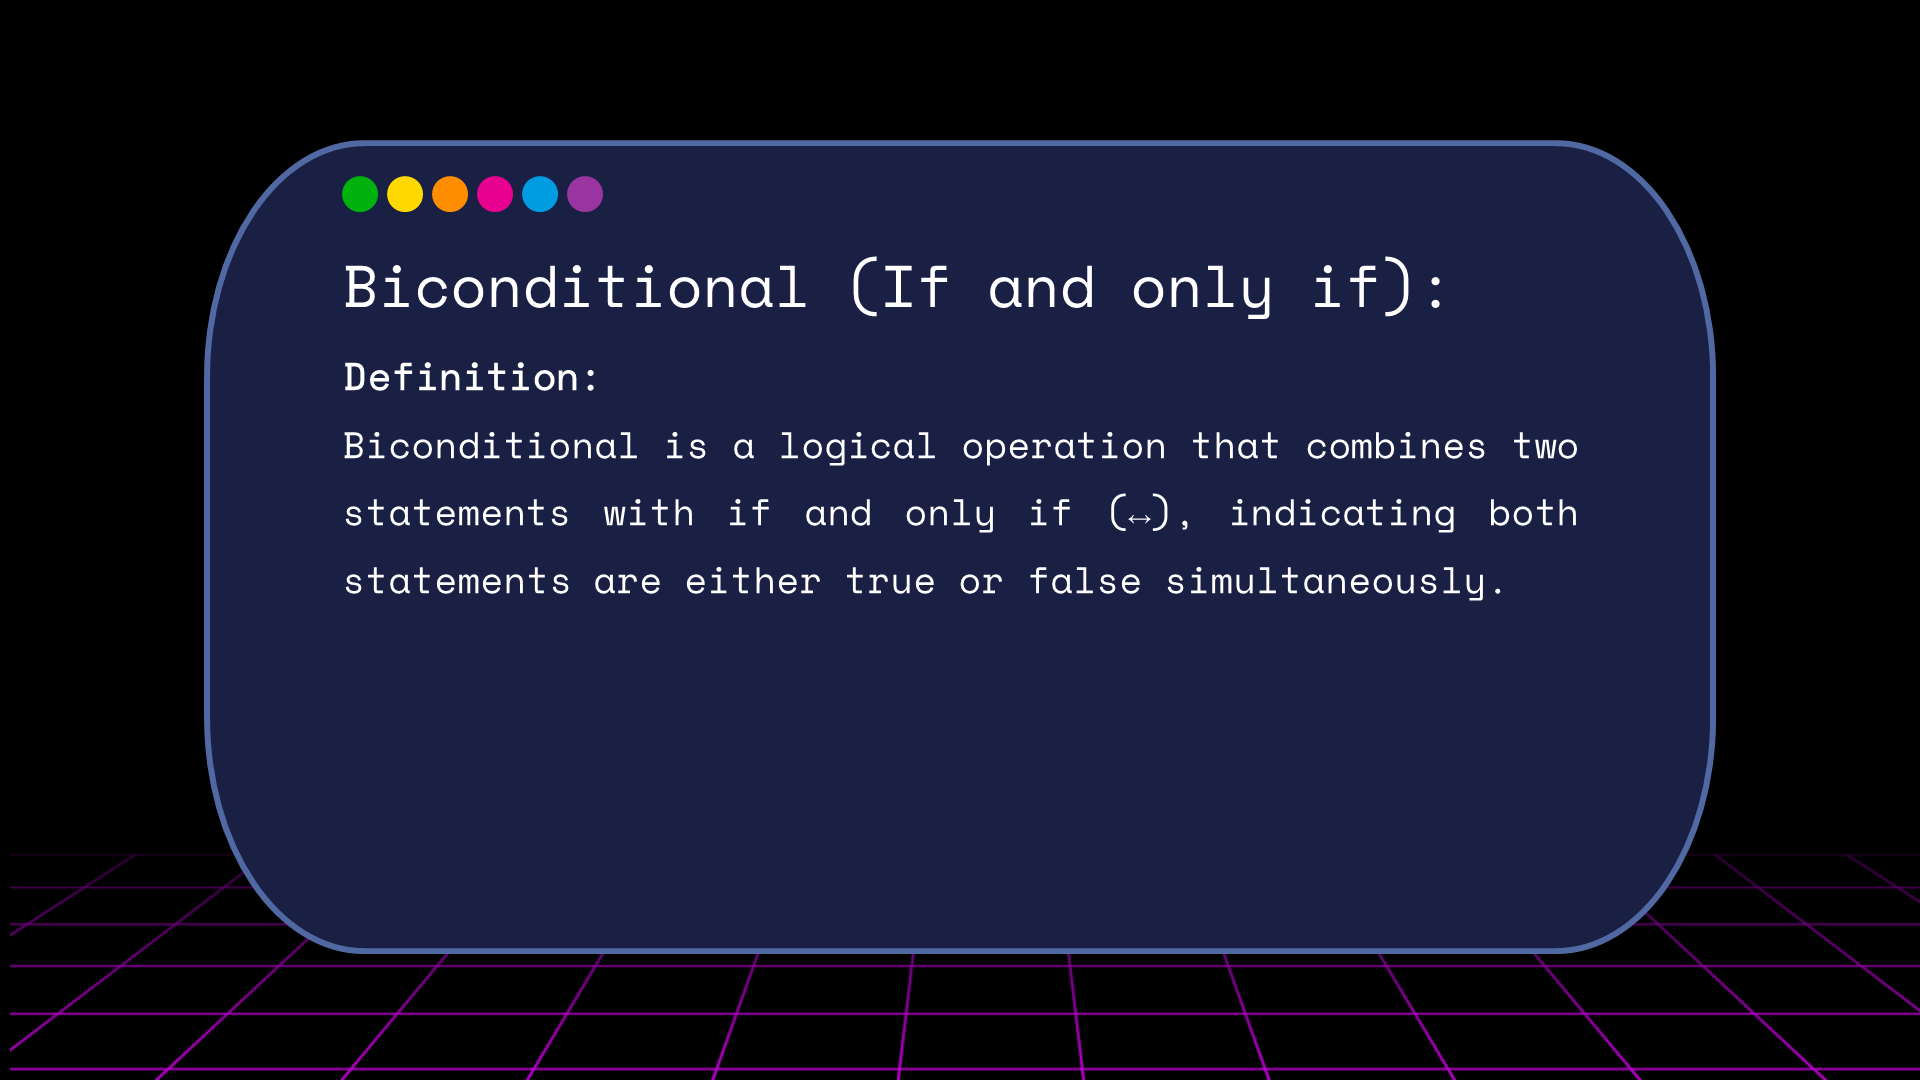 Biconditional (If and only if):
Definition:
Biconditional is a logical operation that combines two
statements with if and only if (↔), indicating both
statements are either true or false simultaneously.